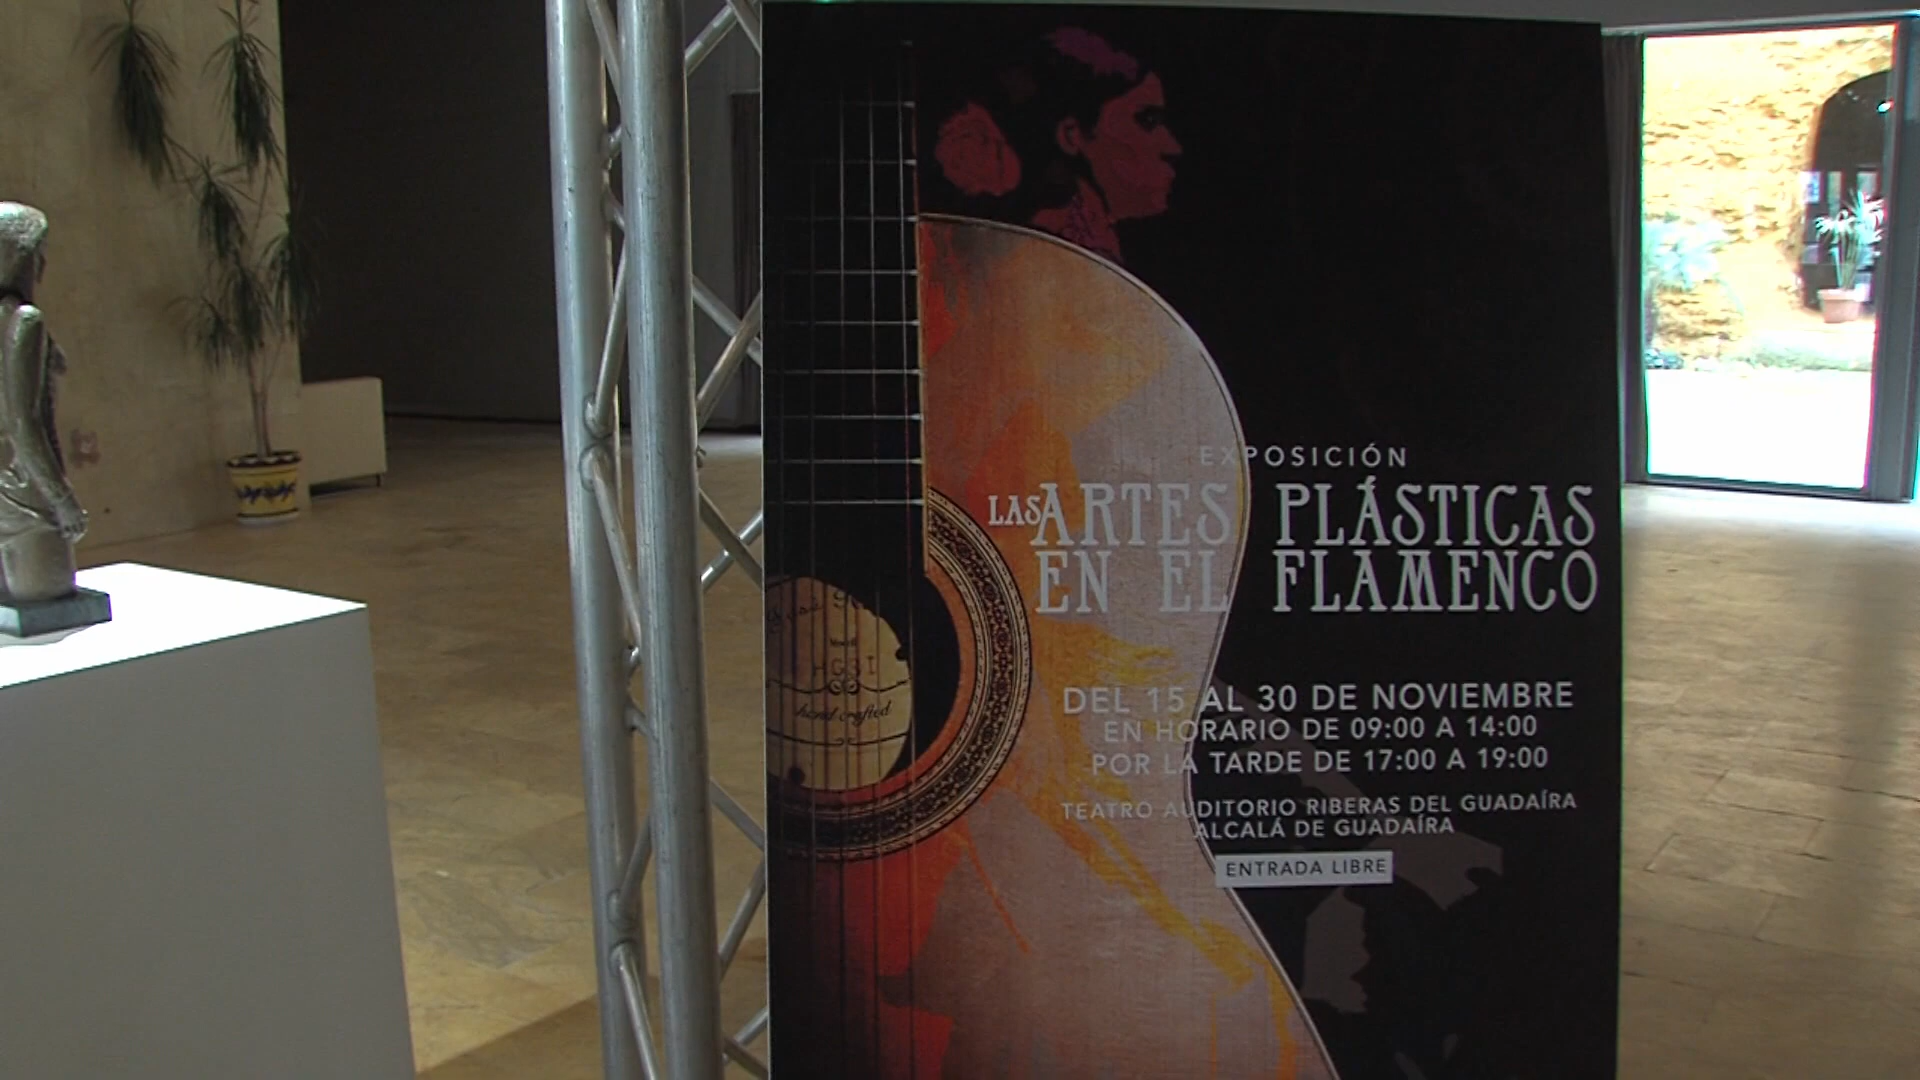 EXPOSICIÓN
LAS ARTES PLÁSTICAS
EN EL FLAMENCO
DEL 15 AL 30 DE NOVIEMBRE
EN HORARIO DE 09:00 A 14:00
POR LA TARDE DE 17:00 A 19:00
TEATRO AUDITORIO RIBERAS DEL GUADAÍRA
ALCALÁ DE GUADAÍRA
ENTRADA LIBRE
hand crafted